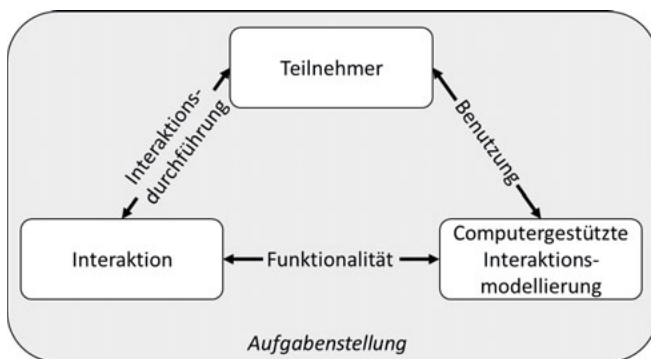 Teilnehmer
Interaktions-
durchführung
Benutzung
Interaktion
Funktionalität
Computergestützte
Interaktions-
modellierung
Aufgabenstellung